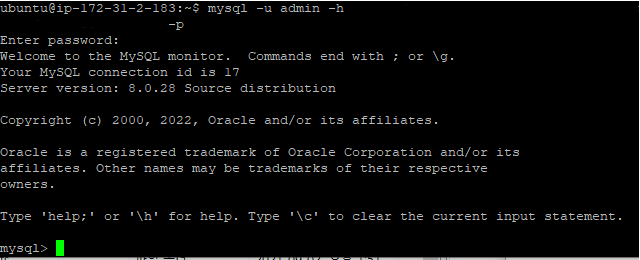 ubuntu@ip-172-31-2-183:~$ mysql -u admin -h
-p
Enter password:
Welcome to the MySQL monitor.  Commands end with ; or \g.
Your MySQL connection id is 17
Server version: 8.0.28 Source distribution
Copyright (c) 2000, 2022, Oracle and/or its affiliates.
Oracle is a registered trademark of Oracle Corporation and/or its
affiliates. Other names may be trademarks of their respective
owners.
Type 'help;' or '\h' for help. Type '\c' to clear the current input statement.
mysql>